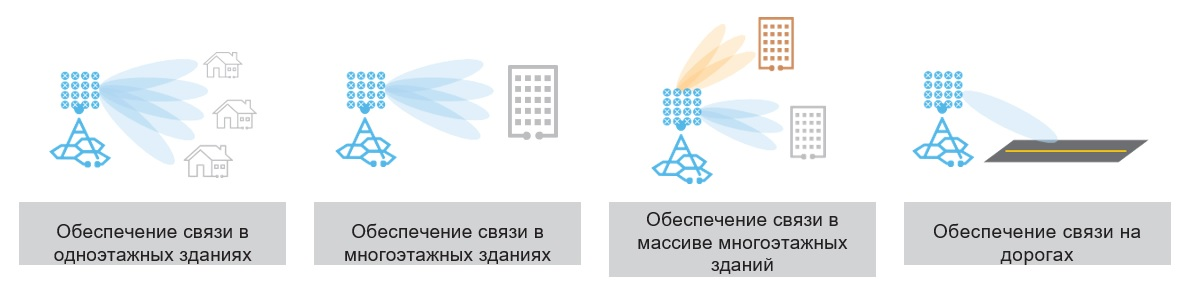 Обеспечение связи в
одноэтажных зданиях
Обеспечение связи в
многоэтажных зданиях
Обеспечение связи в
массиве многоэтажных
зданий
Обеспечение связи на
дорогах